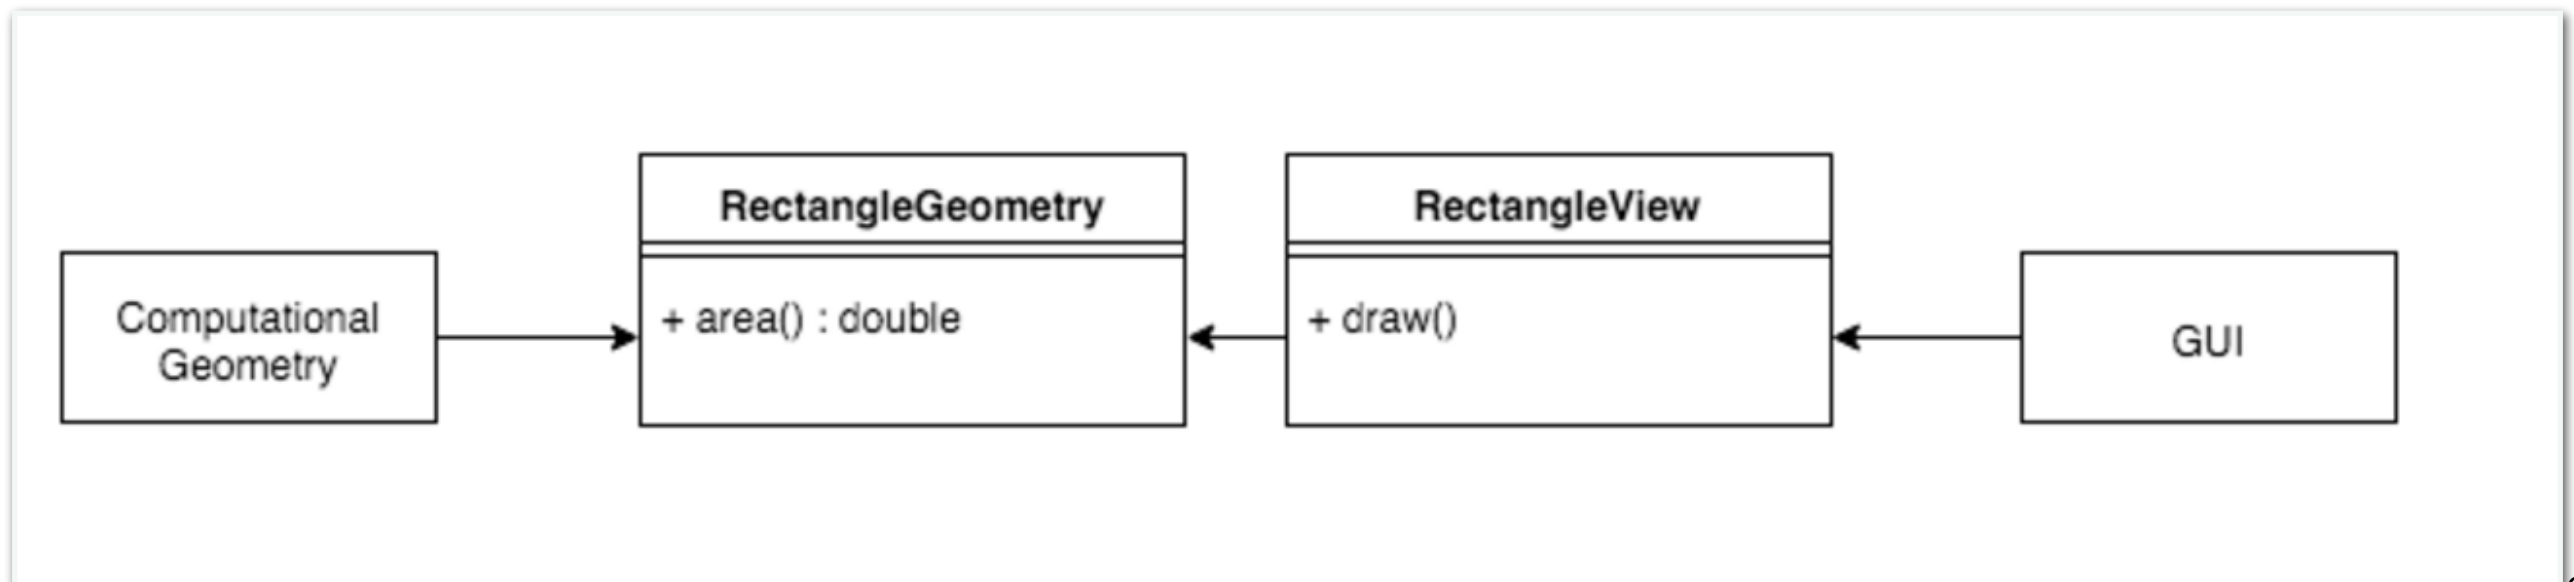 Computational
Geometry
RectangleGeometry
+ area() : double
RectangleView
+ draw()
GUI